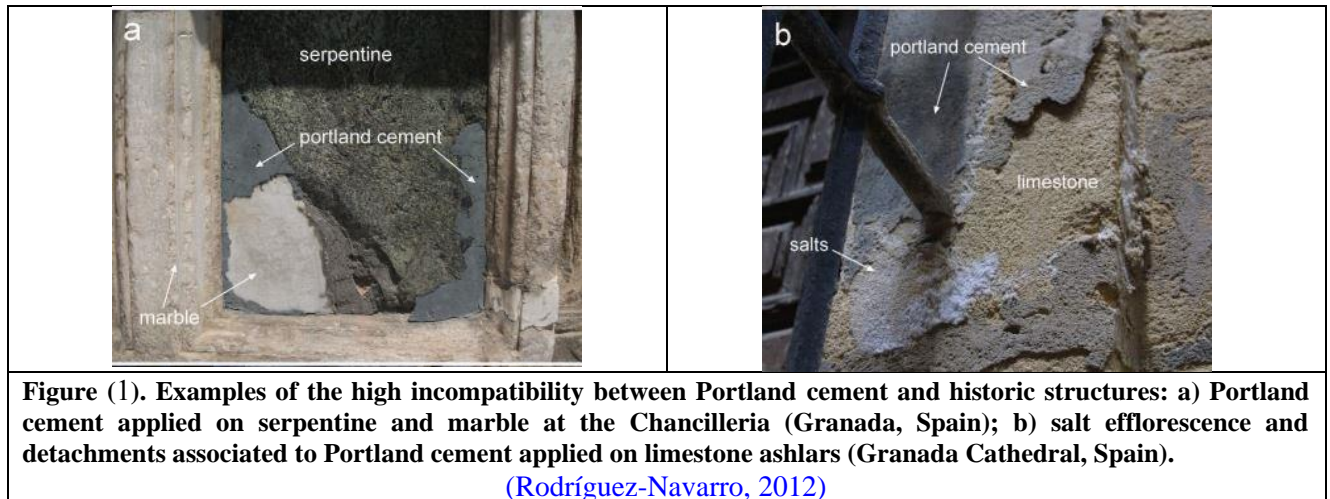 a
serpentine
portland cement
marble
b
portland cement
limestone
salts
Figure (1). Examples of the high incompatibility between Portland cement and historic structures: a) Portland
cement applied on serpentine and marble at the Chancilleria (Granada, Spain); b) salt efflorescence and
detachments associated to Portland cement applied on limestone ashlars (Granada Cathedral, Spain).
(Rodríguez-Navarro, 2012)